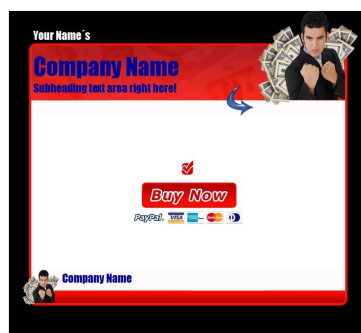 Your Name´s
Company Name
Subheading text area right here!
Buy Now
PayPal. VISA
Company Name